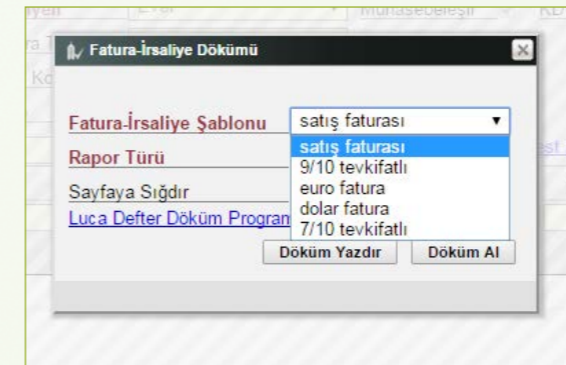 Fatura-İrsaliye Dökümü
Fatura-İrsaliye Şablonu satış faturası
satış faturası
Rapor Türü
9/10 tevkifatlı
euro fatura
Sayfaya Sığdır
dolar fatura
Luca Defter Döküm Program
7/10 tevkifatlı
Döküm Yazdır Döküm Al